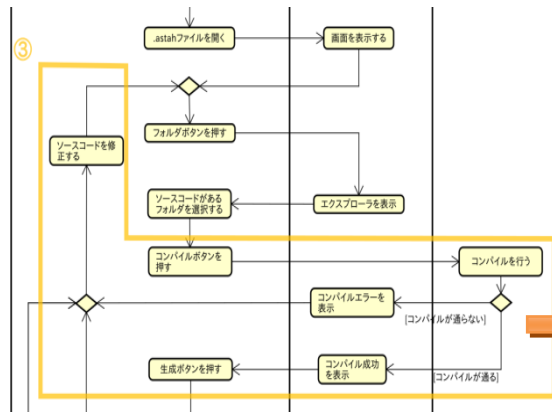 .astahファイルを開く
画面を表示する
③
フォルダボタンを押す
ソースコードを修
正する
ソースコードがある
フォルダを選択する
エクスプローラを表示
コンパイルボタンを
押す
コンパイルを行う
コンパイルエラーを
表示
[コンパイルが通らない]
生成ボタンを押す
コンパイル成功
を表示
[コンパイルが通る]